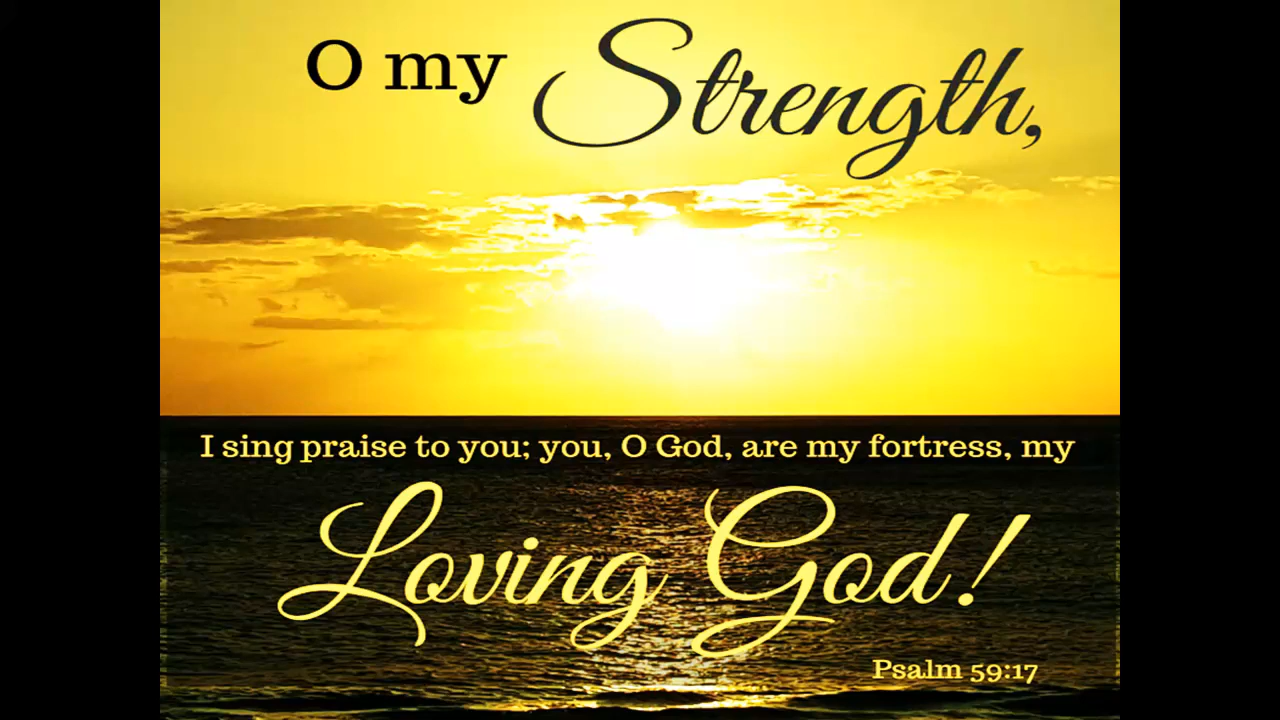 O my Strength,
I sing praise to you; you, O God, are my fortress, my
Loving God!
Psalm 59:17